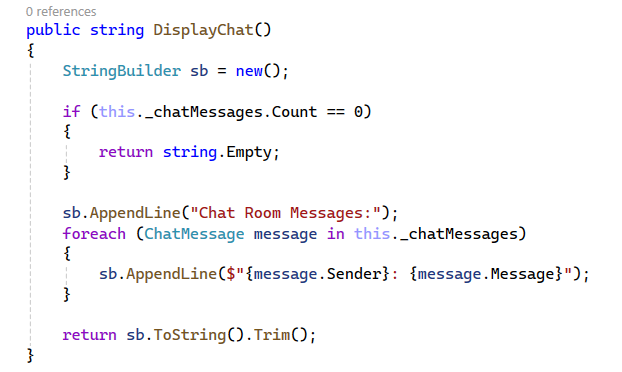 0 references
public string DisplayChat()
{
    StringBuilder sb = new();

    if (this._chatMessages.Count == 0)
    {
        return string.Empty;
    }

    sb.AppendLine("Chat Room Messages:");
    foreach (ChatMessage message in this._chatMessages)
    {
        sb.AppendLine($"{message.Sender}: {message.Message}");
    }

    return sb.ToString().Trim();
}